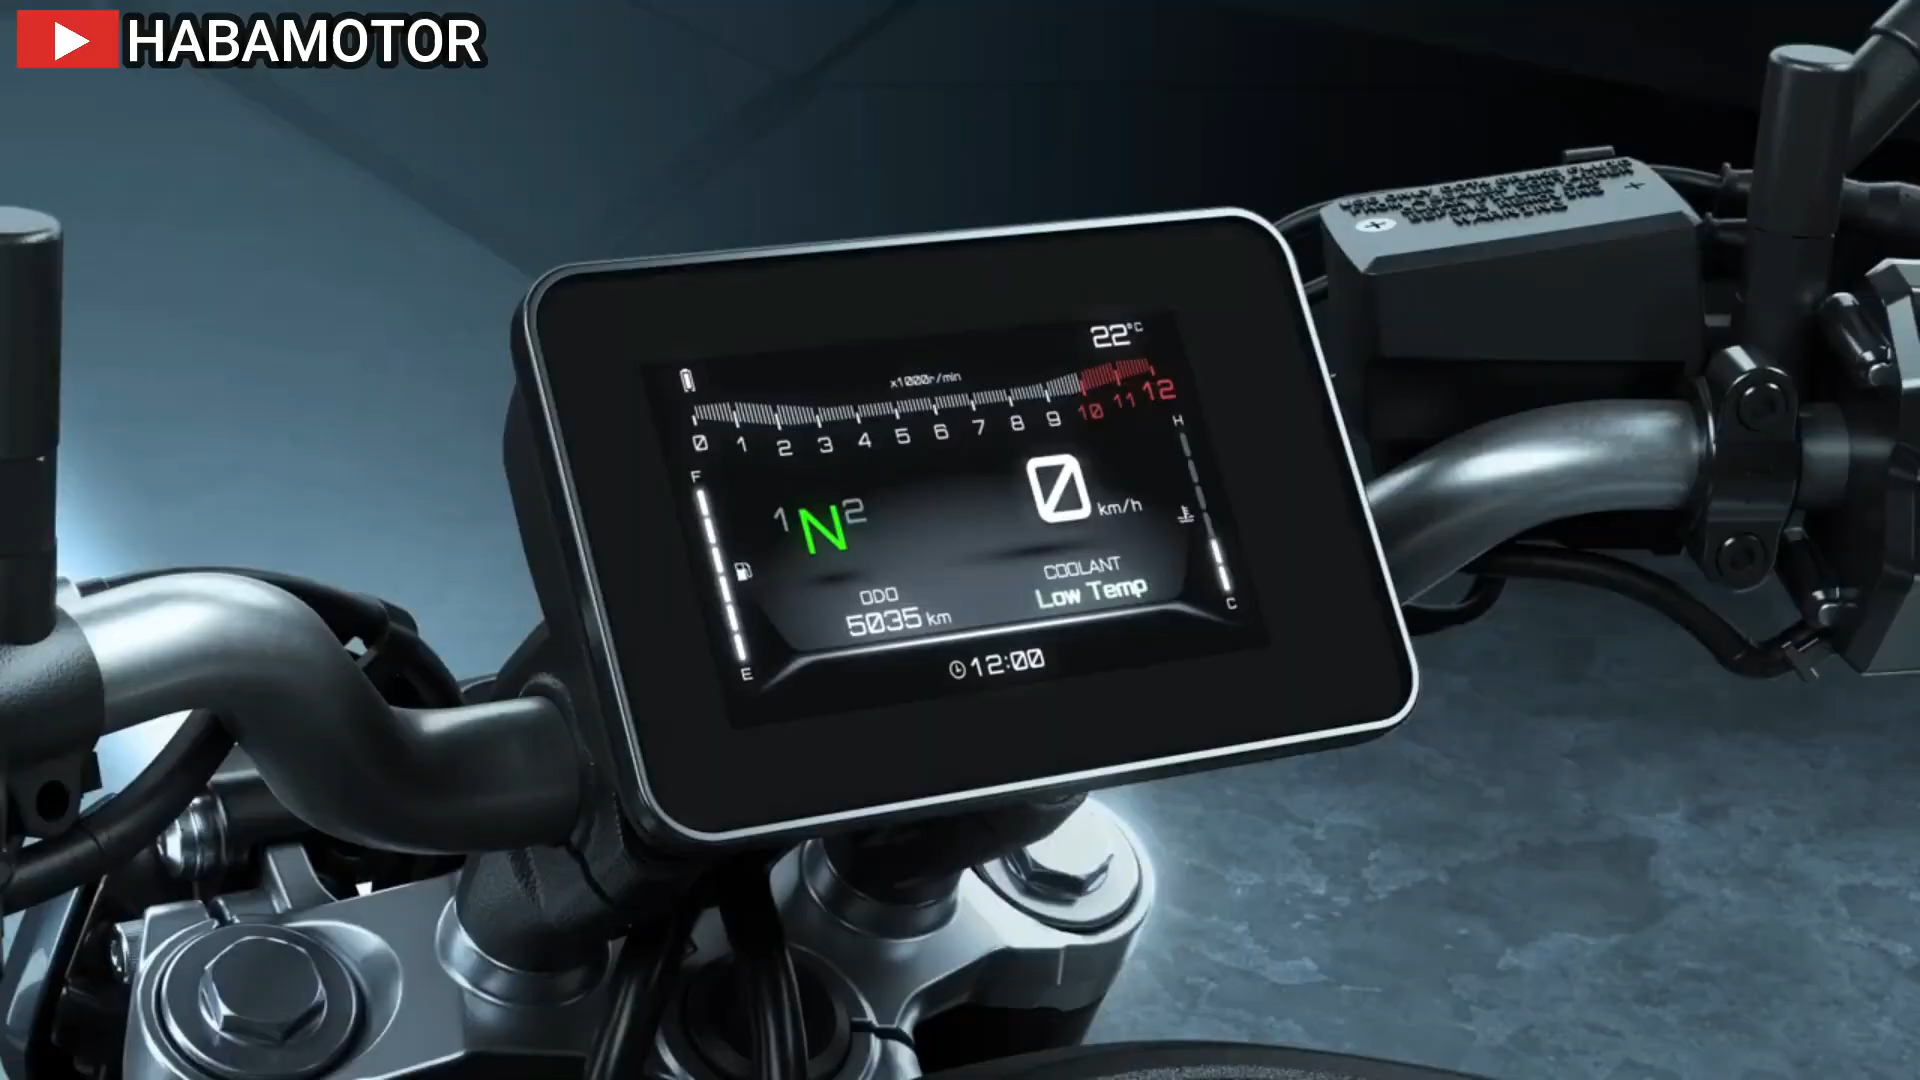 HABAMOTOR
22°C
x1000r/min
0 1 2 3 4 5 6 7 8 9 10 11 12
F
H
1 N 2
0 km/h
COOLANT
Low Temp
ODO
5035 km
C
E
12:00
WARNING